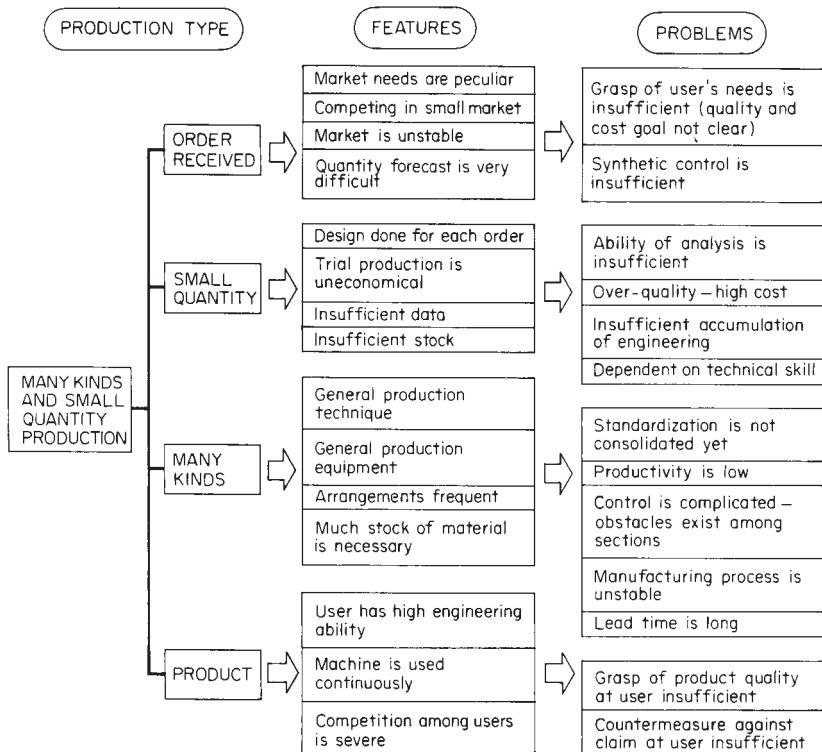 PRODUCTION TYPE
FEATURES
PROBLEMS
MANY KINDS
AND SMALL
QUANTITY
PRODUCTION
ORDER
RECEIVED
Market needs are peculiar
Competing in small market
Market is unstable
Quantity forecast is very
difficult
Grasp of user's needs is
insufficient (quality and
cost goal not clear)
Synthetic control is
insufficient
SMALL
QUANTITY
Design done for each order
Trial production is
uneconomical
Insufficient data
Insufficient stock
Ability of analysis is
insufficient
Over-quality – high cost
Insufficient accumulation
of engineering
Dependent on technical skill
MANY
KINDS
General production
technique
General production
equipment
Arrangements frequent
Much stock of material
is necessary
Standardization is not
consolidated yet
Productivity is low
Control is complicated –
obstacles exist among
sections
Manufacturing process is
unstable
Lead time is long
PRODUCT
User has high engineering
ability
Machine is used
continuously
Competition among users
is severe
Grasp of product quality
at user insufficient
Countermeasure against
claim at user insufficient